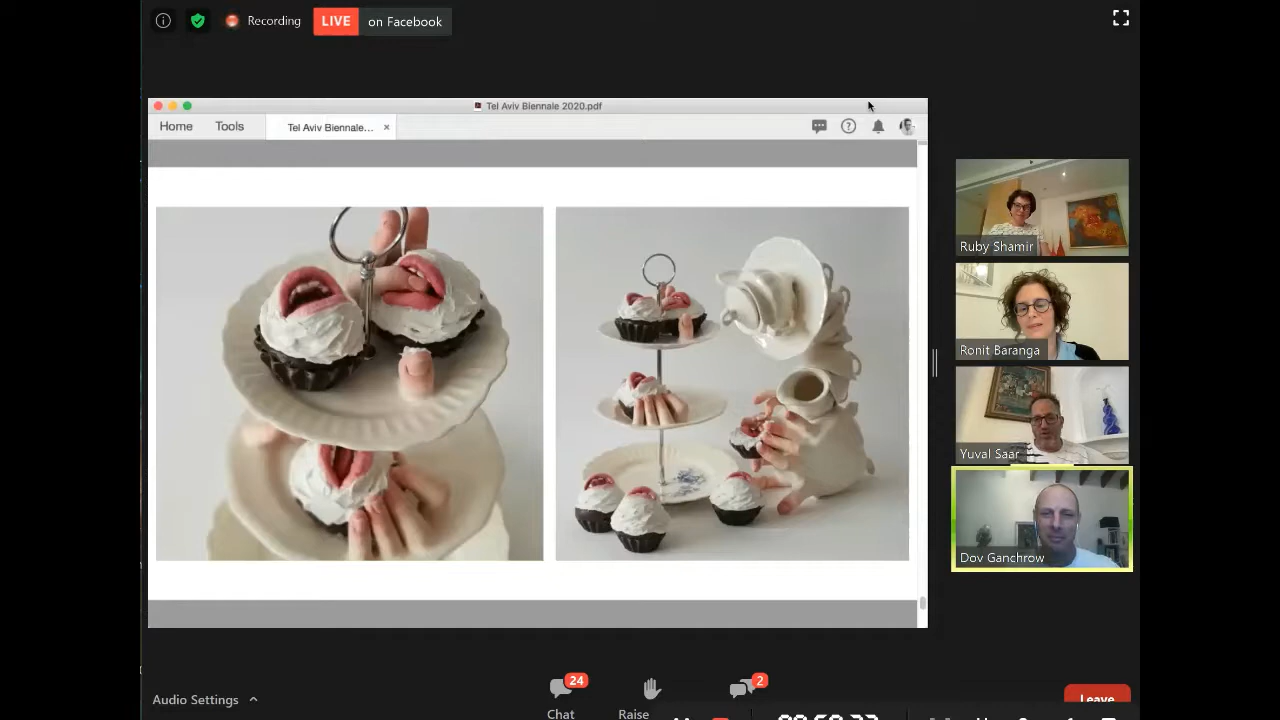 Recording
LIVE
on Facebook
Tel Aviv Biennale 2020.pdf
Home
Tools
Tel Aviv Biennale...
Ruby Shamir
Ronit Baranga
Yuval Saar
Dov Ganchrow
Audio Settings
24
2
Chat
Raise
Leave